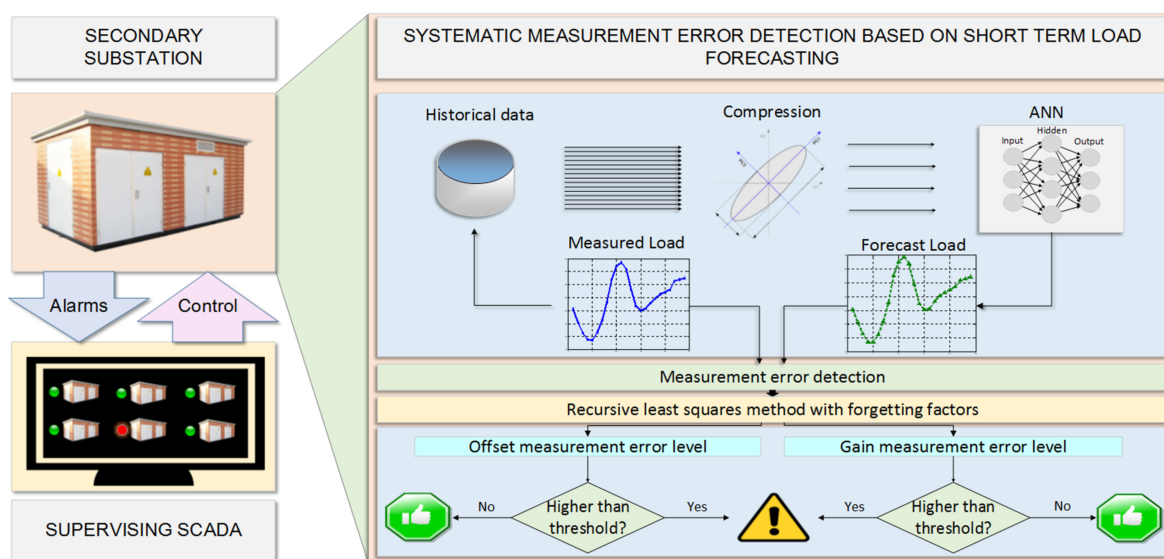 SECONDARY
SUBSTATION
Alarms
Control
SUPERVISING SCADA
SYSTEMATIC MEASUREMENT ERROR DETECTION BASED ON SHORT TERM LOAD
FORECASTING
Historical data
Compression
ANN
Input
Hidden
Output
PC2
PC1
Measured Load
Forecast Load
Measurement error detection
Recursive least squares method with forgetting factors
Offset measurement error level
Gain measurement error level
No
Higher than
threshold?
Yes
Yes
Higher than
threshold?
No